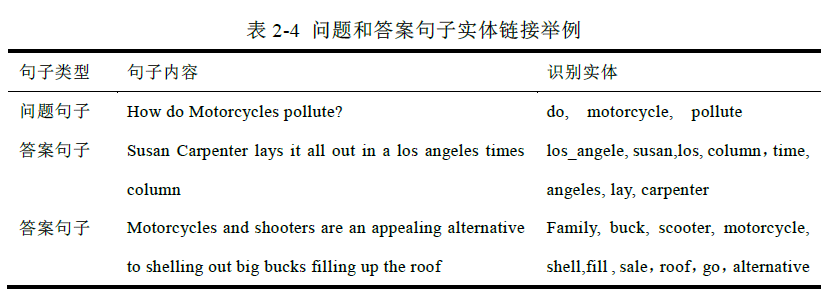 表 2-4 问题和答案句子实体链接举例
句子类型 句子内容 识别实体
问题句子 How do Motorcycles pollute? do, motorcycle, pollute
答案句子 Susan Carpenter lays it all out in a los angeles times los_angele, susan,los, column，time,
column angeles, lay, carpenter
答案句子 Motorcycles and shooters are an appealing alternative Family, buck, scooter, motorcycle,
to shelling out big bucks filling up the roof shell,fill , sale，roof，go，alternative